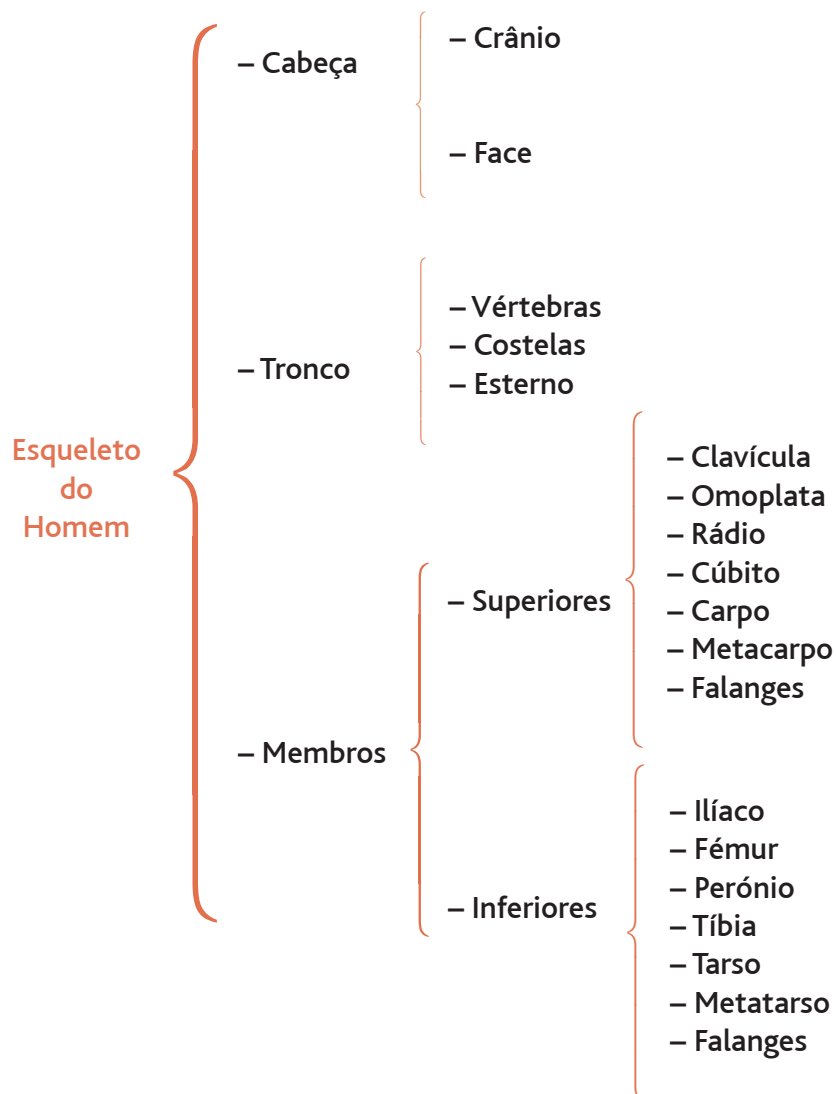 Esqueleto
do
Homem
– Cabeça
– Crânio
– Face
– Tronco
– Vértebras
– Costelas
– Esterno
– Membros
– Superiores
– Clavícula
– Omoplata
– Rádio
– Cúbito
– Carpo
– Metacarpo
– Falanges
– Inferiores
– Ilíaco
– Fémur
– Perónio
– Tíbia
– Tarso
– Metatarso
– Falanges